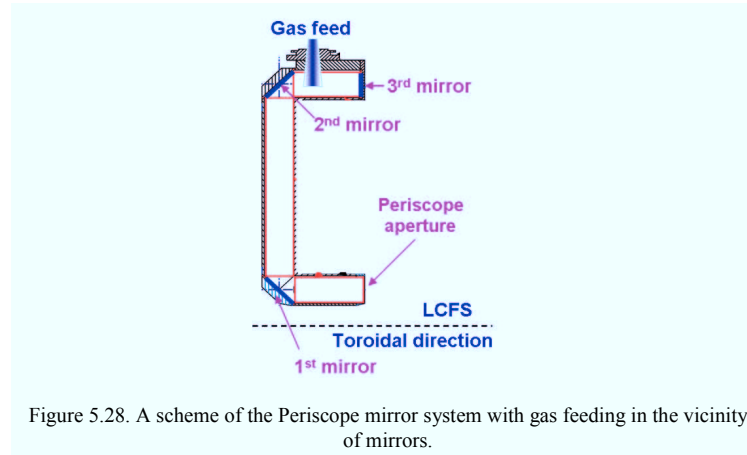 Gas feed
3rd mirror
2nd mirror
Periscope
aperture
LCFS
Toroidal direction
1st mirror
Figure 5.28. A scheme of the Periscope mirror system with gas feeding in the vicinity
of mirrors.